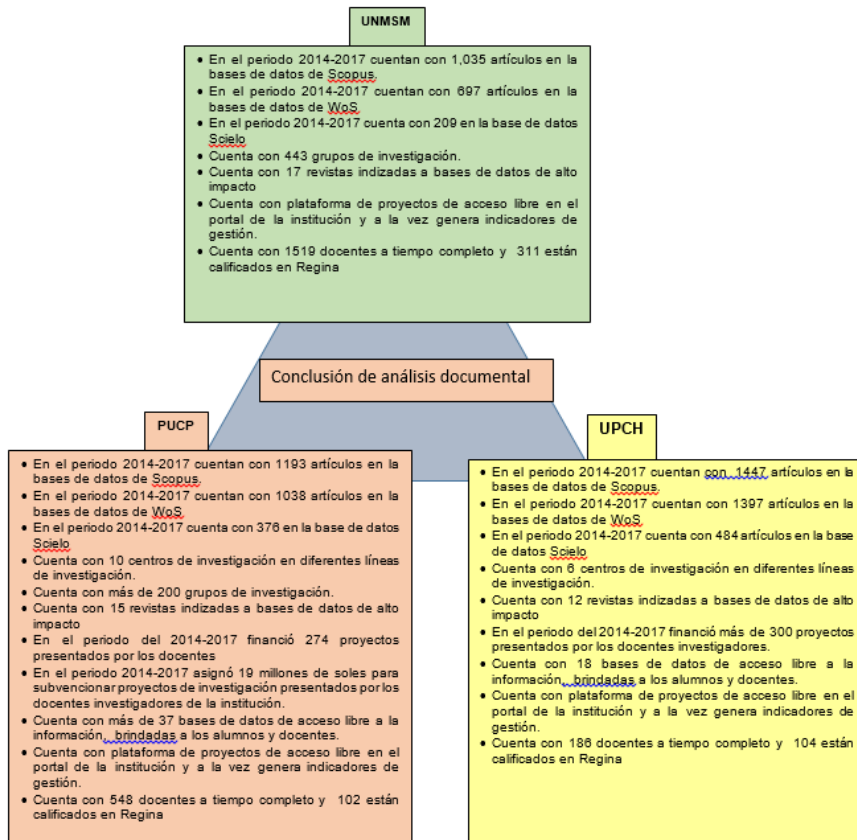 UNMSM
• En el periodo 2014-2017 cuentan con 1,035 artículos en la
bases de datos de Scopus.
• En el periodo 2014-2017 cuentan con 697 artículos en la
bases de datos de WoS
• En el periodo 2014-2017 cuenta con 209 en la base de datos
Scielo
• Cuenta con 443 grupos de investigación.
• Cuenta con 17 revistas indizadas a bases de datos de alto
impacto
• Cuenta con plataforma de proyectos de acceso libre en el
portal de la institución y a la vez genera indicadores de
gestión.
• Cuenta con 1519 docentes a tiempo completo y 311 están
calificados en Regina
Conclusión de análisis documental
PUCP
• En el periodo 2014-2017 cuentan con 1193 artículos en la
bases de datos de Scopus.
• En el periodo 2014-2017 cuentan con 1038 artículos en la
bases de datos de WoS
• En el periodo 2014-2017 cuenta con 376 en la base de datos
Scielo
• Cuenta con 10 centros de investigación en diferentes líneas
de investigación.
• Cuenta con más de 200 grupos de investigación.
• Cuenta con 15 revistas indizadas a bases de datos de alto
impacto
• En el periodo del 2014-2017 financió 274 proyectos
presentados por los docentes
• En el periodo 2014-2017 asignó 19 millones de soles para
subvencionar proyectos de investigación presentados por los
docentes investigadores de la institución.
• Cuenta con más de 37 bases de datos de acceso libre a la
información, brindadas a los alumnos y docentes.
• Cuenta con plataforma de proyectos de acceso libre en el
portal de la institución y a la vez genera indicadores de
gestión.
• Cuenta con 548 docentes a tiempo completo y 102 están
calificados en Regina
UPCH
• En el periodo 2014-2017 cuentan con 1447 artículos en la
bases de datos de Scopus.
• En el periodo 2014-2017 cuentan con 1397 artículos en la
bases de datos de WoS
• En el periodo 2014-2017 cuenta con 484 artículos en la base
de datos Scielo
• Cuenta con 6 centros de investigación en diferentes líneas
de investigación.
• Cuenta con 12 revistas indizadas a bases de datos de alto
impacto
• En el periodo del 2014-2017 financió más de 300 proyectos
presentados por los docentes investigadores.
• Cuenta con 18 bases de datos de acceso libre a la
información, brindadas a los alumnos y docentes.
• Cuenta con plataforma de proyectos de acceso libre en el
portal de la institución y a la vez genera indicadores de
gestión.
• Cuenta con 186 docentes a tiempo completo y 104 están
calificados en Regina